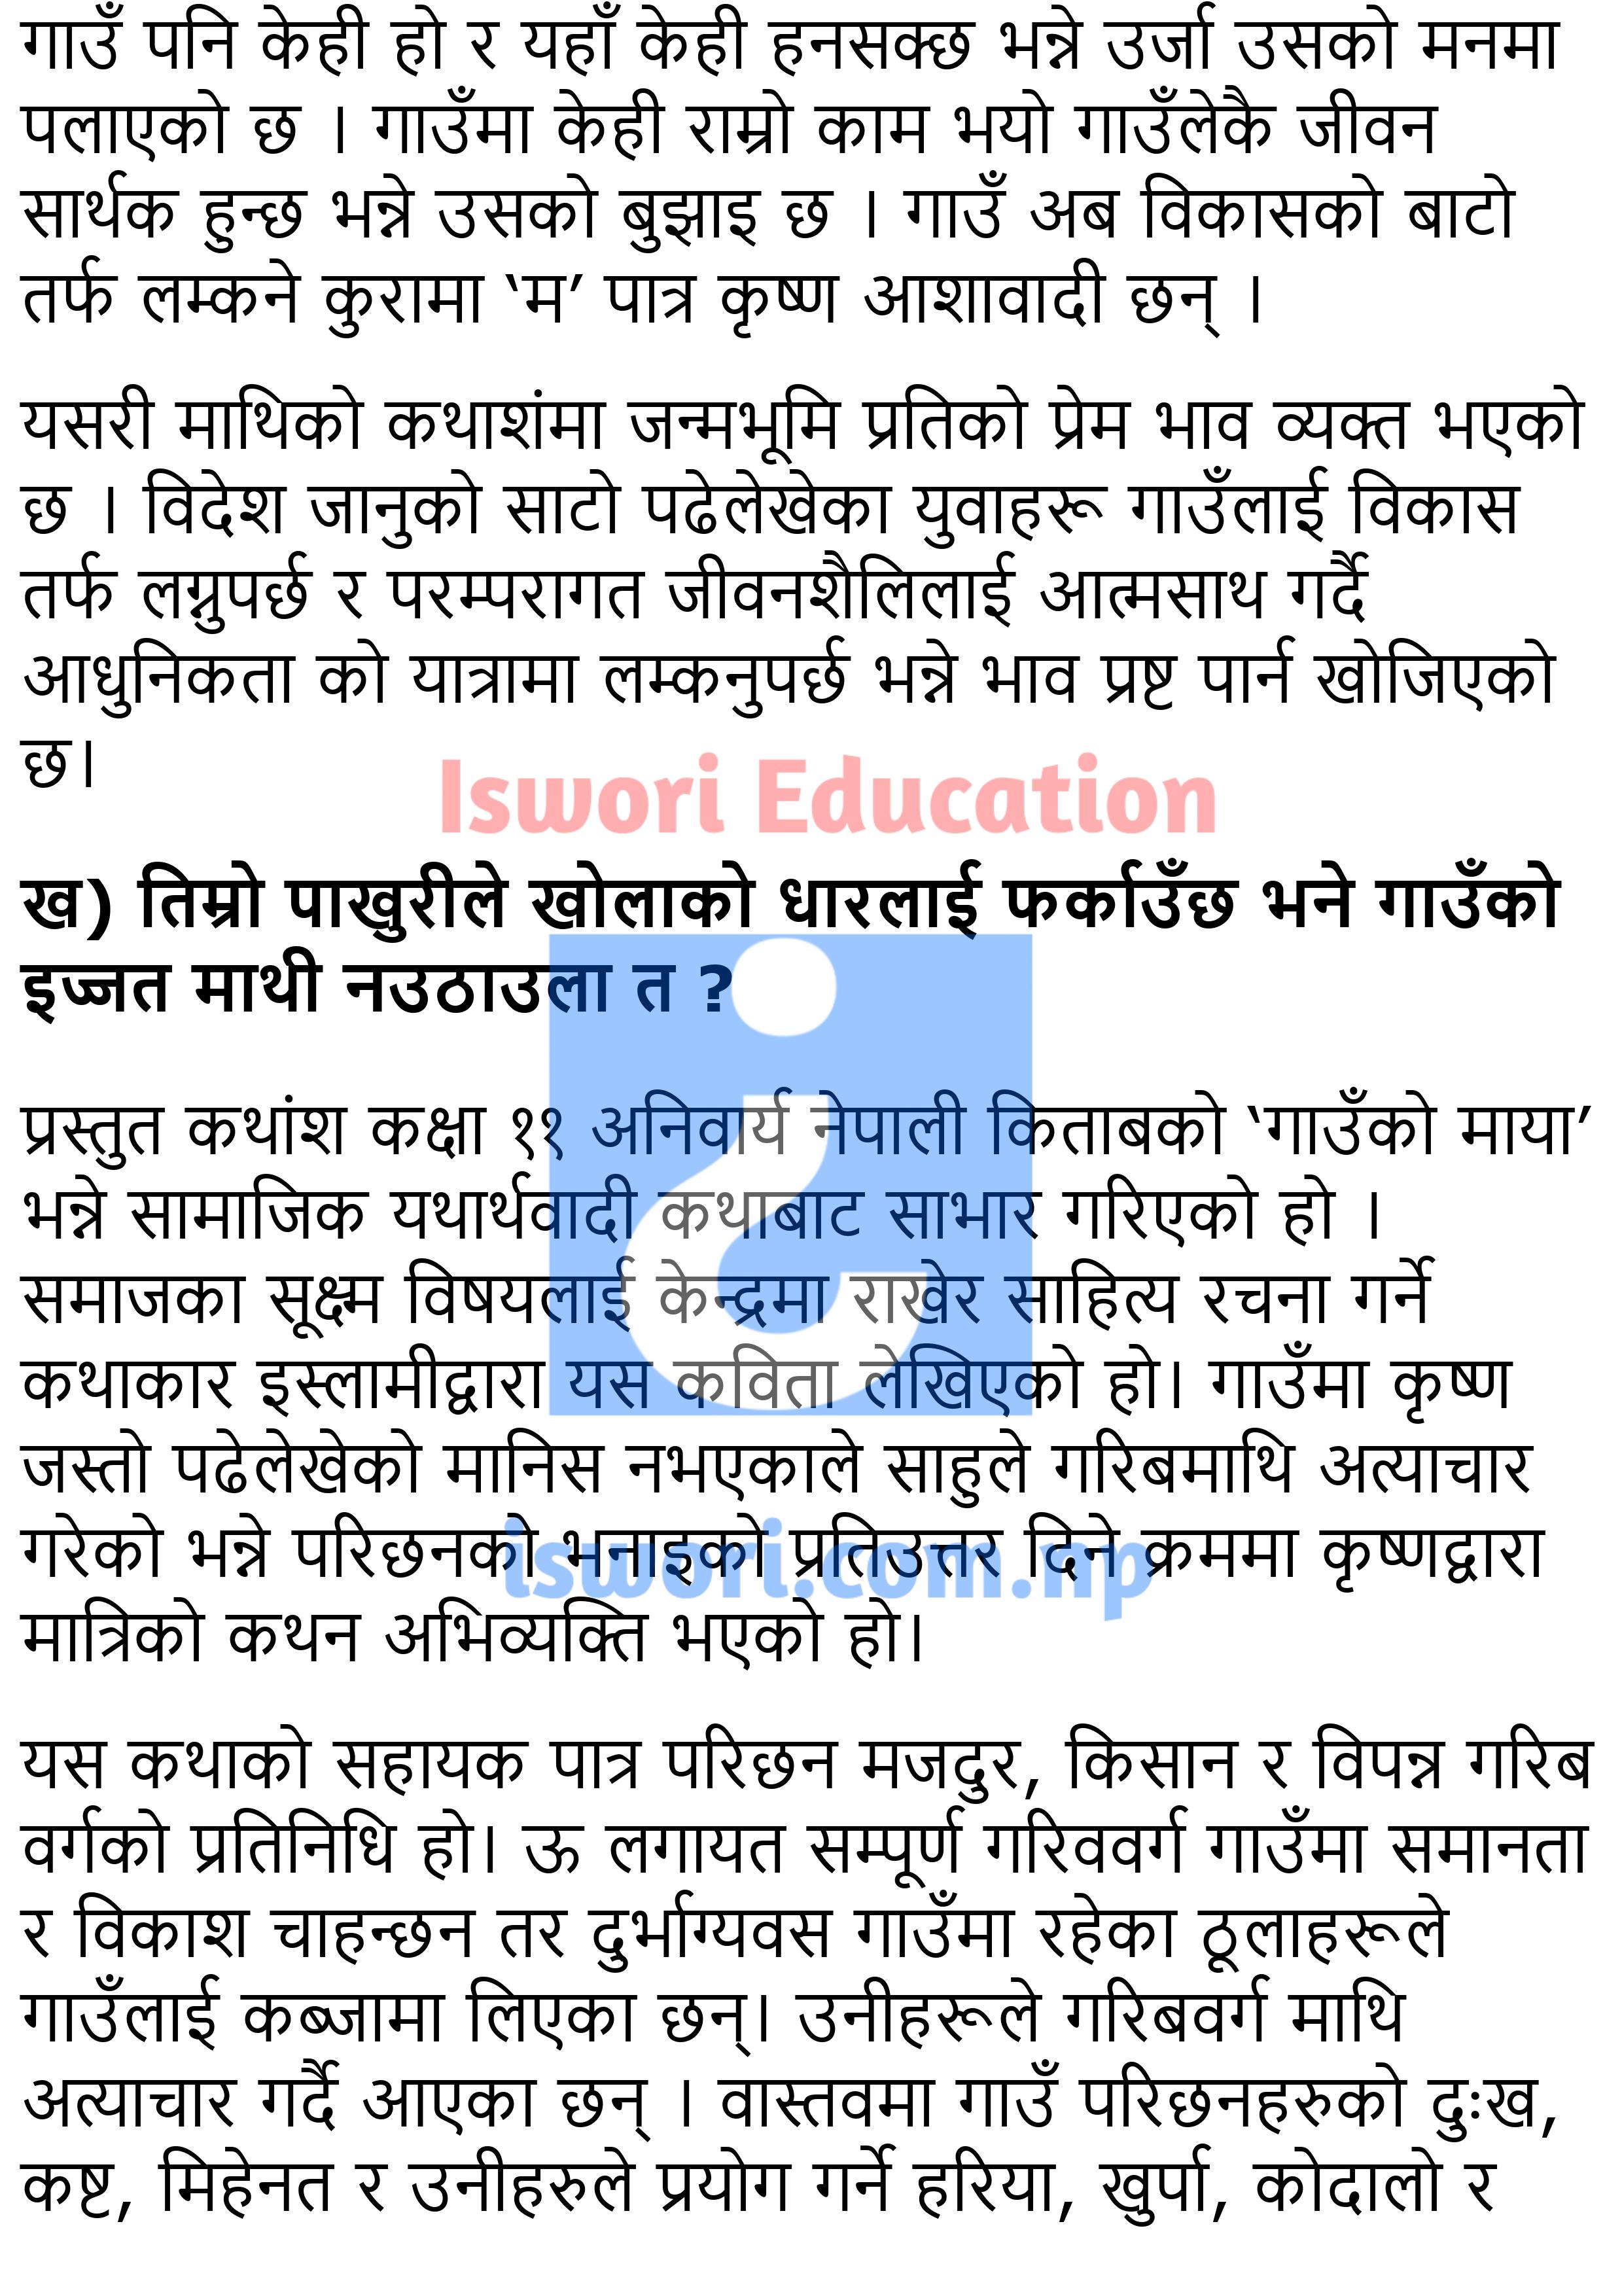 गाउँ पनि केही हो र यहाँ केही हनसक्छ भन्ने उर्जा उसको मनमा
पलाएको छ । गाउँमा केही राम्रो काम भयो गाउँलेकै जीवन
सार्थक हुन्छ भन्ने उसको बुझाइ छ । गाउँ अब विकासको बाटो
तर्फ लम्कने कुरामा ‘म’ पात्र कृष्ण आशावादी छन् ।
यसरी माथिको कथाशंमा जन्मभूमि प्रतिको प्रेम भाव व्यक्त भएको
छ । विदेश जानुको साटो पढेलेखेका युवाहरू गाउँलाई विकास
तर्फ लग्नुपर्छ र परम्परागत जीवनशैलिलाई आत्मसाथ गर्दै
आधुनिकता को यात्रामा लम्कनुपर्छ भन्ने भाव प्रष्ट पार्न खोजिएको
छ।
Iswori Education
ख) तिम्रो पाखुरीले खोलाको धारलाई फर्काउँछ भने गाउँको
इज्जत माथी नउठाउला त ?
प्रस्तुत कथांश कक्षा ११ अनिवार्य नेपाली किताबको ‘गाउँको माया’
भन्ने सामाजिक यथार्थवादी कथाबाट साभार गरिएको हो ।
समाजका सूक्ष्म विषयलाई केन्द्रमा राखेर साहित्य रचना गर्ने
कथाकार इस्लामीद्वारा यस कविता लेखिएको हो। गाउँमा कृष्ण
जस्तो पढेलेखेको मानिस नभएकाले साहुले गरिबमाथि अत्याचार
गरेको भन्ने परिछनको भनाइको प्रतिउत्तर दिने क्रममा कृष्णद्वारा
iswori.com.np
मात्रिको कथन अभिव्यक्ति भएको हो।
यस कथाको सहायक पात्र परिछन मजदुर, किसान र विपन्न गरिब
वर्गको प्रतिनिधि हो। ऊ लगायत सम्पूर्ण गरिववर्ग गाउँमा समानता
र विकाश चाहन्छन तर दुर्भाग्यवस गाउँमा रहेका ठूलाहरूले
गाउँलाई कब्जामा लिएका छन्। उनीहरूले गरिबवर्ग माथि
अत्याचार गर्दै आएका छन् । वास्तवमा गाउँ परिछनहरुको दुःख,
कष्ट, मिहेनत र उनीहरुले प्रयोग गर्ने हरिया, खुर्पा, कोदालो र